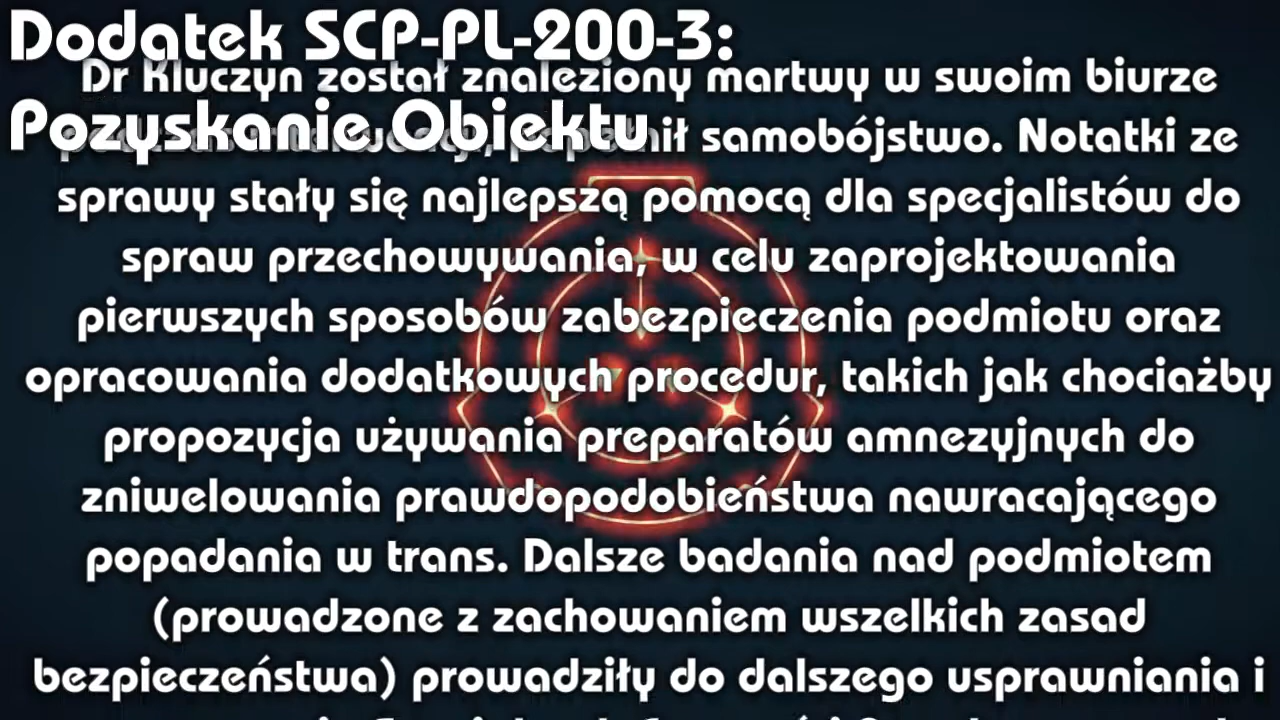 Dodatek SCP-PL-200-3:
Dr Kluczyn został znaleziony martwy w swoim biurze
Pozyskanie Obiektu
samobójstwo. Notatki ze
sprawy stały się najlepszą pomocą dla specjalistów do
spraw przechowywania, w celu zaprojektowania
pierwszych sposobów zabezpieczenia podmiotu oraz
opracowania dodatkowych procedur, takich jak chociażby
propozycja używania preparatów amnezyjnych do
zniwelowania prawdopodobieństwa nawracającego
popadania w trans. Dalsze badania nad podmiotem
(prowadzone z zachowaniem wszelkich zasad
bezpieczeństwa) prowadziły do dalszego usprawniania i